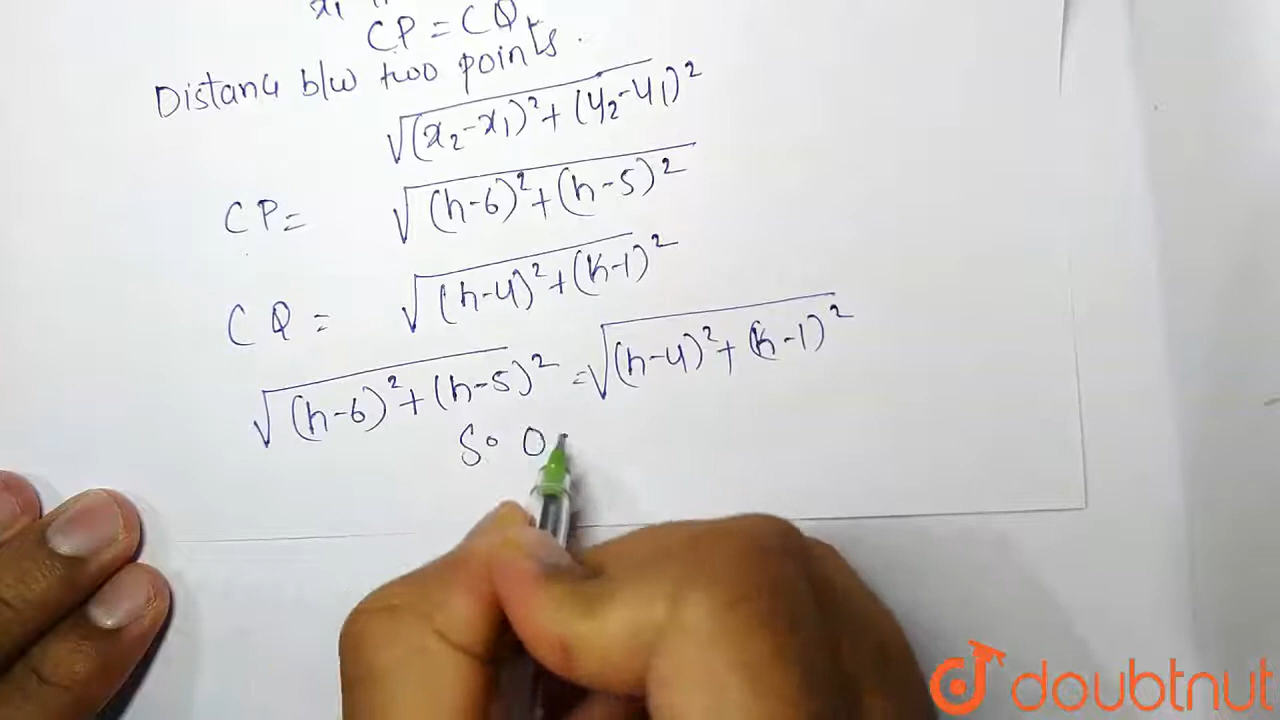 x₁
CP = CQ
Distance b/w two points.
√(x₂-x₁)²+(y₂-y₁)²
CP= √(h-6)²+(h-5)²
CQ = √(h-4)²+(k-1)²
√(h-6)²+(h-5)² = √(h-4)²+(k-1)²
So O
doubtnut